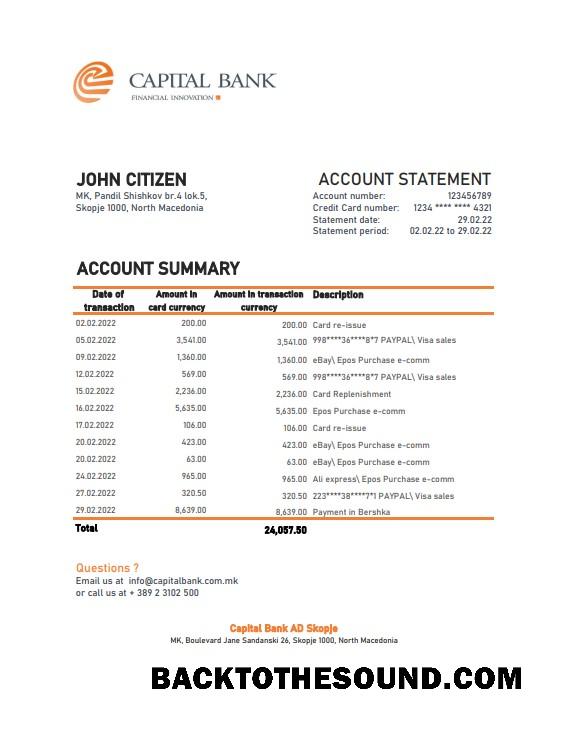 CAPITAL BANK
FINANCIAL INNOVATION
JOHN CITIZEN
MK, Pandil Shishkov br.4 lok.5,
Skopje 1000, North Macedonia
ACCOUNT STATEMENT
Account number: 123456789
Credit Card number: 1234 **** **** 4321
Statement date: 29.02.22
Statement period: 02.02.22 to 29.02.22
ACCOUNT SUMMARY
Date of transaction Amount in card currency Amount in transaction currency Description
02.02.2022 200.00 200.00 Card re-issue
05.02.2022 3,541.00 3,541.00 998****36****8*7 PAYPAL\ Visa sales
09.02.2022 1,360.00 1,360.00 eBay\ Epos Purchase e-comm
12.02.2022 569.00 569.00 998****36****8*7 PAYPAL\ Visa sales
15.02.2022 2,236.00 2,236.00 Card Replenishment
16.02.2022 5,635.00 5,635.00 Epos Purchase e-comm
17.02.2022 106.00 106.00 Card re-issue
20.02.2022 423.00 423.00 eBay\ Epos Purchase e-comm
20.02.2022 63.00 63.00 eBay\ Epos Purchase e-comm
24.02.2022 965.00 965.00 Ali express\ Epos Purchase e-comm
27.02.2022 320.50 320.50 223****38****7*1 PAYPAL\ Visa sales
29.02.2022 8,639.00 8,639.00 Payment in Bershka
Total 24,057.50
Questions ?
Email us at info@capitalbank.com.mk
or call us at + 389 2 3102 500
Capital Bank AD Skopje
MK, Boulevard Jane Sandanski 26, Skopje 1000, North Macedonia
BACKTOTHESOUND.COM